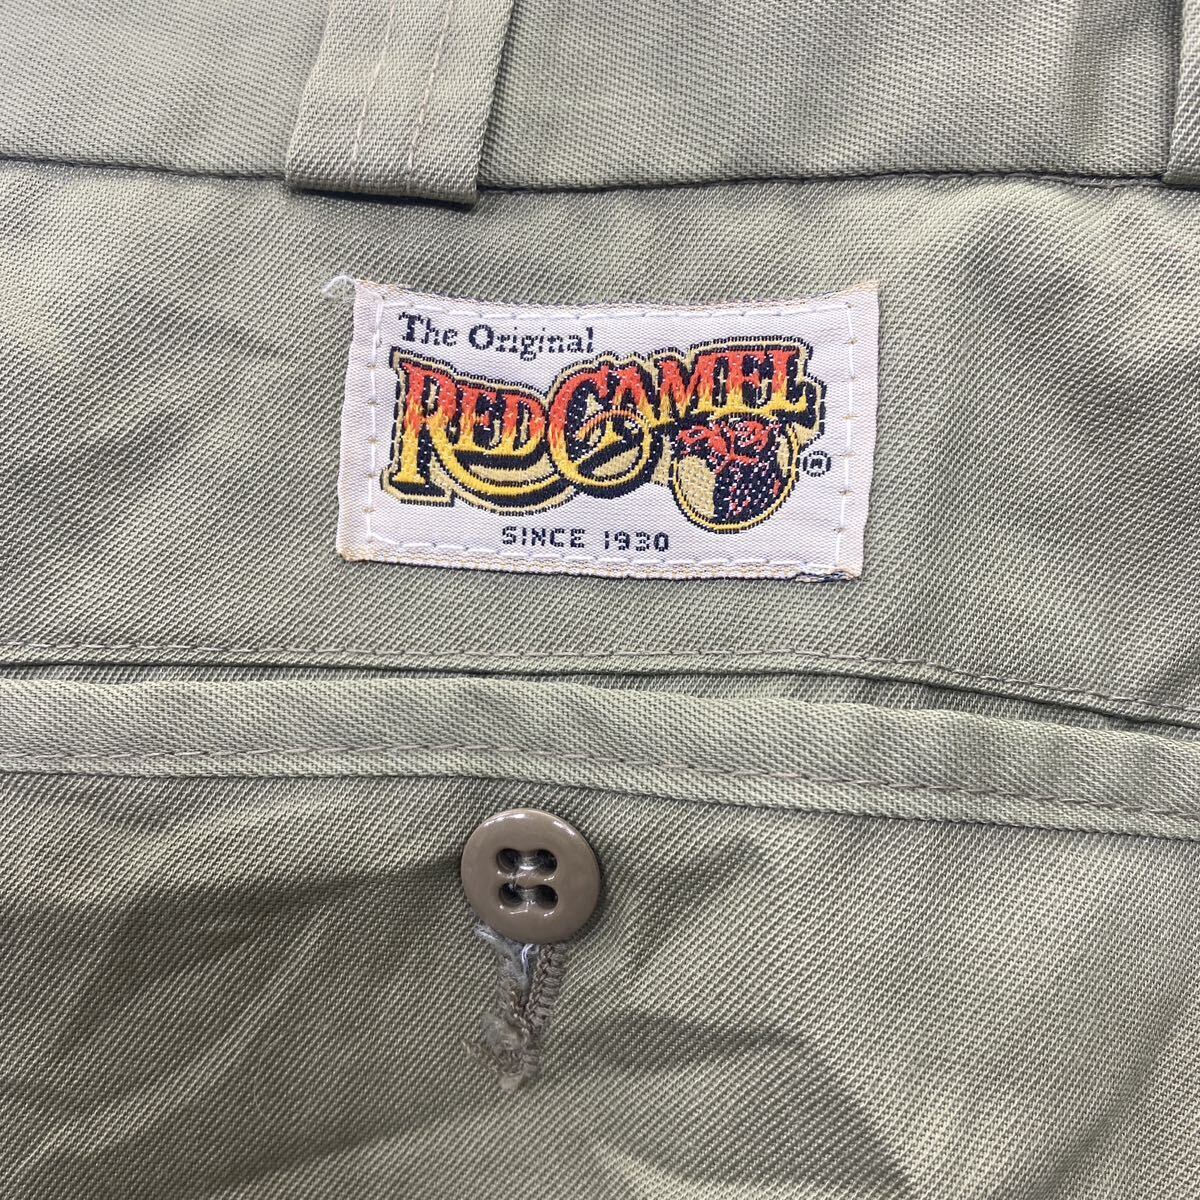 The Original
RED CAMEL ®
SINCE 1930